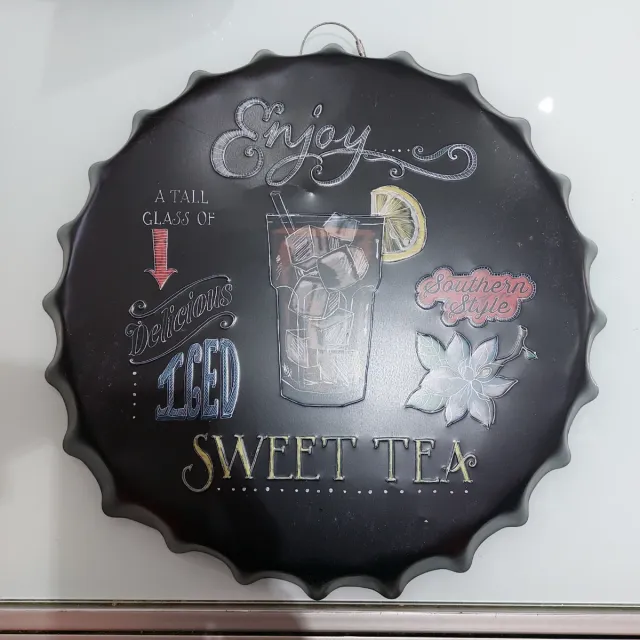 Enjoy
A TALL
GLASS OF
Delicious
ICED
Southern
Style
SWEET TEA